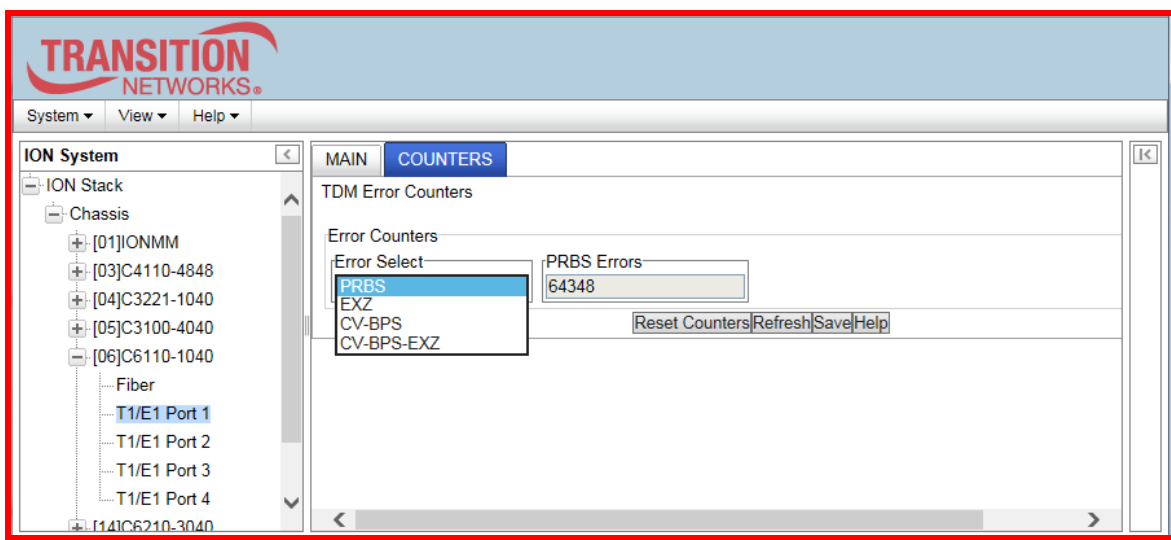 TRANSITION
NETWORKS®
System View Help
ION System
ION Stack
Chassis
[01]IONMM
[03]C4110-4848
[04]C3221-1040
[05]C3100-4040
[06]C6110-1040
Fiber
T1/E1 Port 1
T1/E1 Port 2
T1/E1 Port 3
T1/E1 Port 4
[14]C6210-3040
MAIN COUNTERS
TDM Error Counters
Error Counters
Error Select
PRBS
EXZ
CV-BPS
CV-BPS-EXZ
PRBS Errors
64348
Reset Counters Refresh Save Help